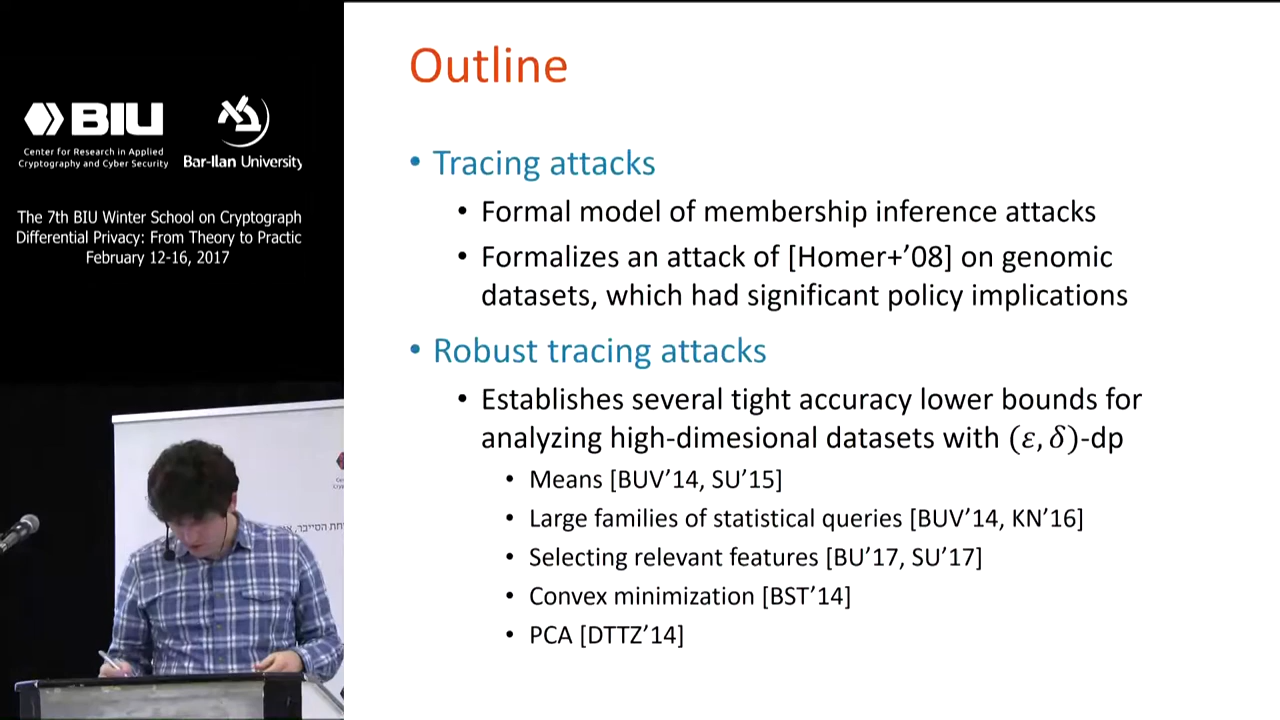 BIU
Center for Research in Applied
Cryptography and Cyber Security
Bar-Ilan University
The 7th BIU Winter School on Cryptograph
Differential Privacy: From Theory to Practic
February 12-16, 2017
Outline
• Tracing attacks
• Formal model of membership inference attacks
• Formalizes an attack of [Homer+’08] on genomic
datasets, which had significant policy implications
• Robust tracing attacks
• Establishes several tight accuracy lower bounds for
analyzing high-dimesional datasets with (ε, δ)-dp
• Means [BUV’14, SU’15]
• Large families of statistical queries [BUV’14, KN’16]
• Selecting relevant features [BU’17, SU’17]
• Convex minimization [BST’14]
• PCA [DTTZ’14]